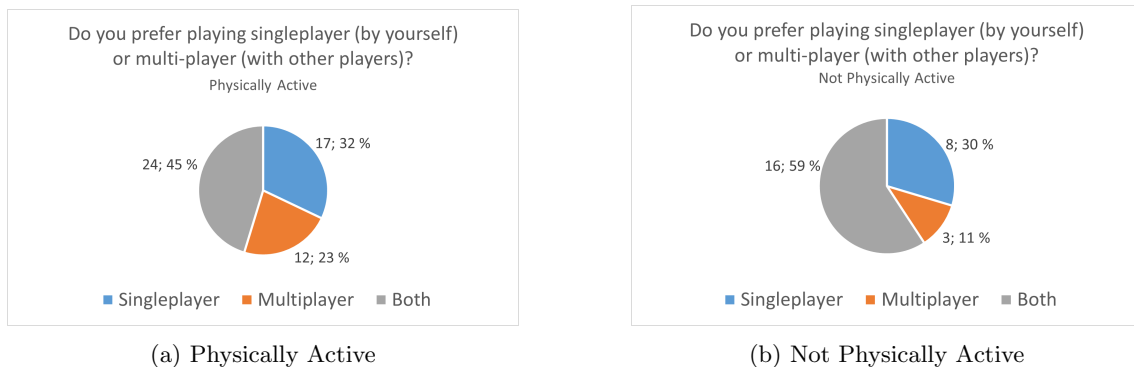 Do you prefer playing singleplayer (by yourself)
or multi-player (with other players)?
Physically Active
17; 32 %
24; 45 %
12; 23 %
Singleplayer Multiplayer Both
(a) Physically Active
Do you prefer playing singleplayer (by yourself)
or multi-player (with other players)?
Not Physically Active
8; 30 %
16; 59 %
3; 11 %
Singleplayer Multiplayer Both
(b) Not Physically Active